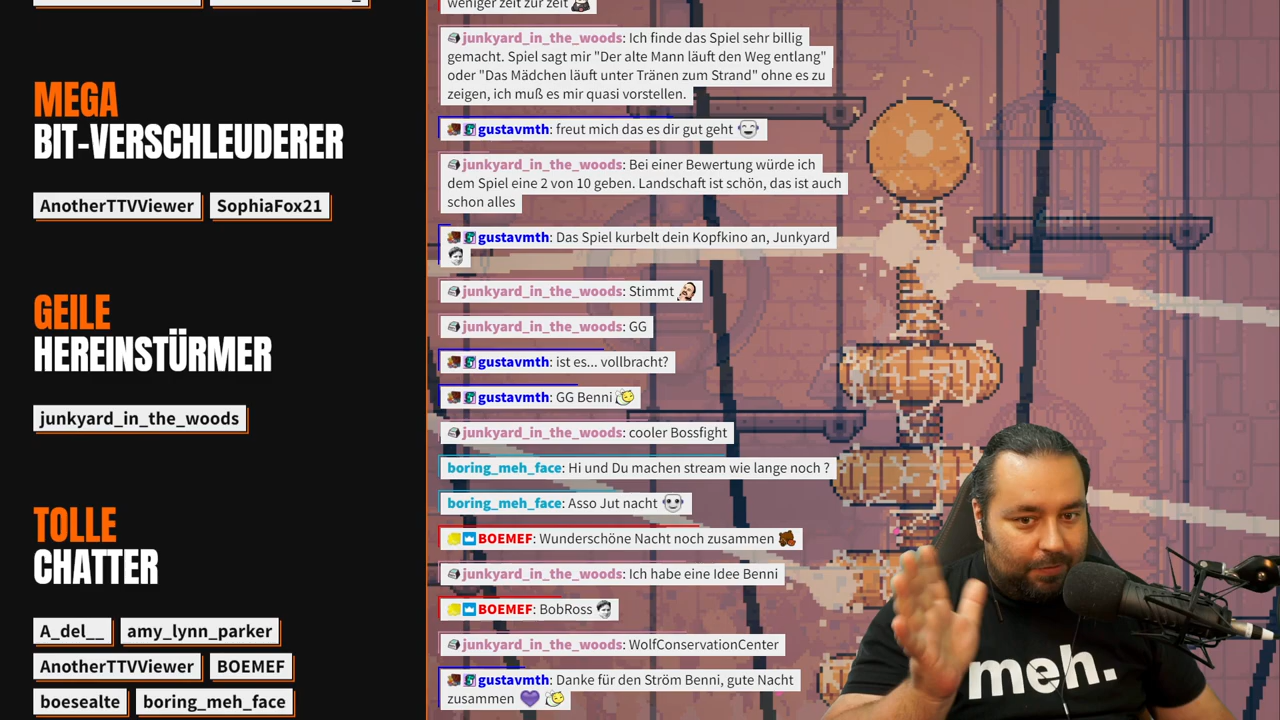 weniger zeit zur zeit
MEGA
BIT-VERSCHLEUDERER
AnotherTTVViewer SophiaFox21
GEILE
HEREINSTÜRMER
junkyard_in_the_woods
TOLLE
CHATTER
A_del__ amy_lynn_parker
AnotherTTVViewer BOEMEF
boesealte boring_meh_face
junkyard_in_the_woods: Ich finde das Spiel sehr billig
gemacht. Spiel sagt mir "Der alte Mann läuft den Weg entlang"
oder "Das Mädchen läuft unter Tränen zum Strand" ohne es zu
zeigen, ich muß es mir quasi vorstellen.
gustavmth: freut mich das es dir gut geht
junkyard_in_the_woods: Bei einer Bewertung würde ich
dem Spiel eine 2 von 10 geben. Landschaft ist schön, das ist auch
schon alles
gustavmth: Das Spiel kurbelt dein Kopfkino an, Junkyard
junkyard_in_the_woods: Stimmt
junkyard_in_the_woods: GG
gustavmth: ist es... vollbracht?
gustavmth: GG Benni
junkyard_in_the_woods: cooler Bossfight
boring_meh_face: Hi und Du machen stream wie lange noch ?
boring_meh_face: Asso Jut nacht
BOEMEF: Wunderschöne Nacht noch zusammen
junkyard_in_the_woods: Ich habe eine Idee Benni
BOEMEF: BobRoss
junkyard_in_the_woods: WolfConservationCenter
gustavmth: Danke für den Ström Benni, gute Nacht
zusammen
meh.